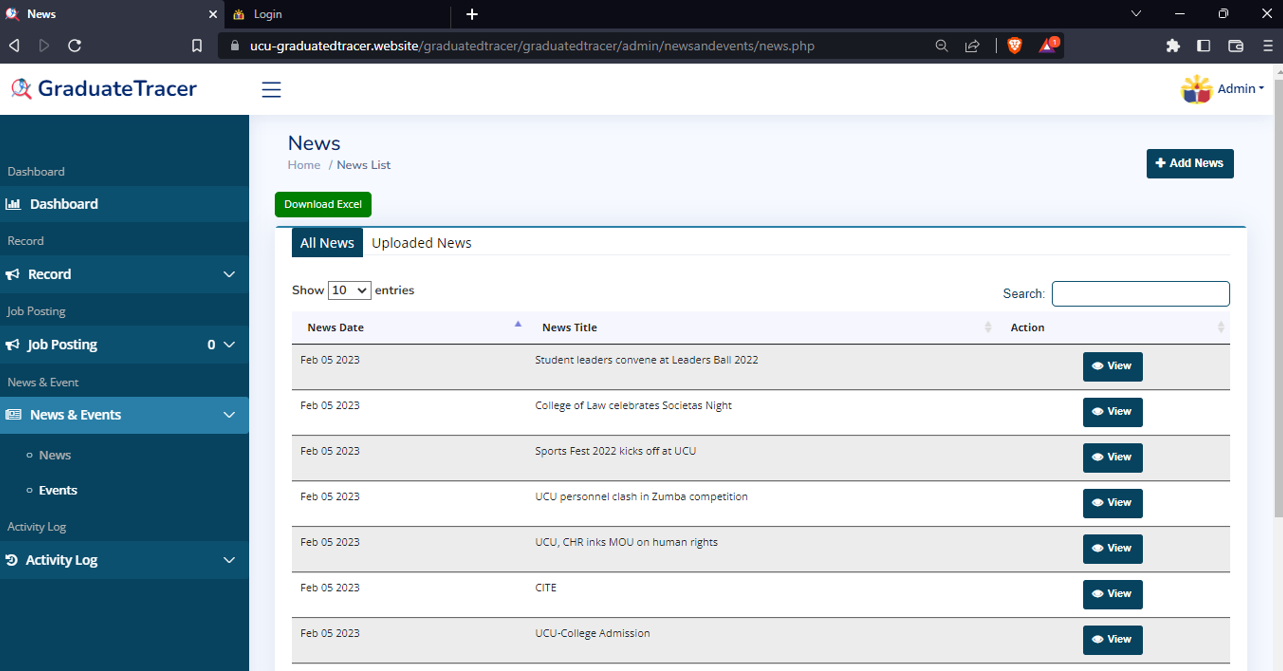 News
Login
ucu-graduatedtracer.website/graduatedtracer/graduatedtracer/admin/newsandevents/news.php
1
GraduateTracer
Admin
Dashboard
Dashboard
Record
Record
Job Posting
Job Posting 0
News & Event
News & Events
News
Events
Activity Log
Activity Log
News
Home / News List
Add News
Download Excel
All News Uploaded News
Show 10 entries
Search:
News Date News Title Action
Feb 05 2023 Student leaders convene at Leaders Ball 2022 View
Feb 05 2023 College of Law celebrates Societas Night View
Feb 05 2023 Sports Fest 2022 kicks off at UCU View
Feb 05 2023 UCU personnel clash in Zumba competition View
Feb 05 2023 UCU, CHR inks MOU on human rights View
Feb 05 2023 CITE View
Feb 05 2023 UCU-College Admission View